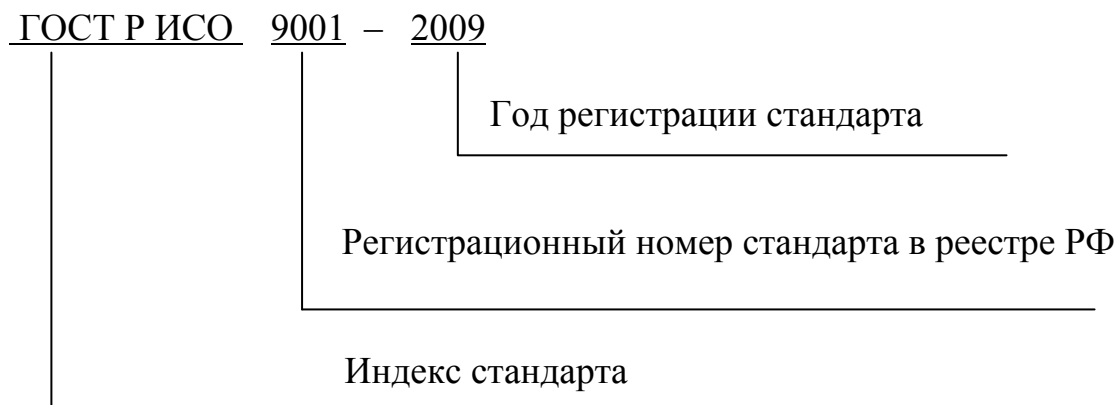 ГОСТ Р ИСО 9001 – 2009
Год регистрации стандарта
Регистрационный номер стандарта в реестре РФ
Индекс стандарта